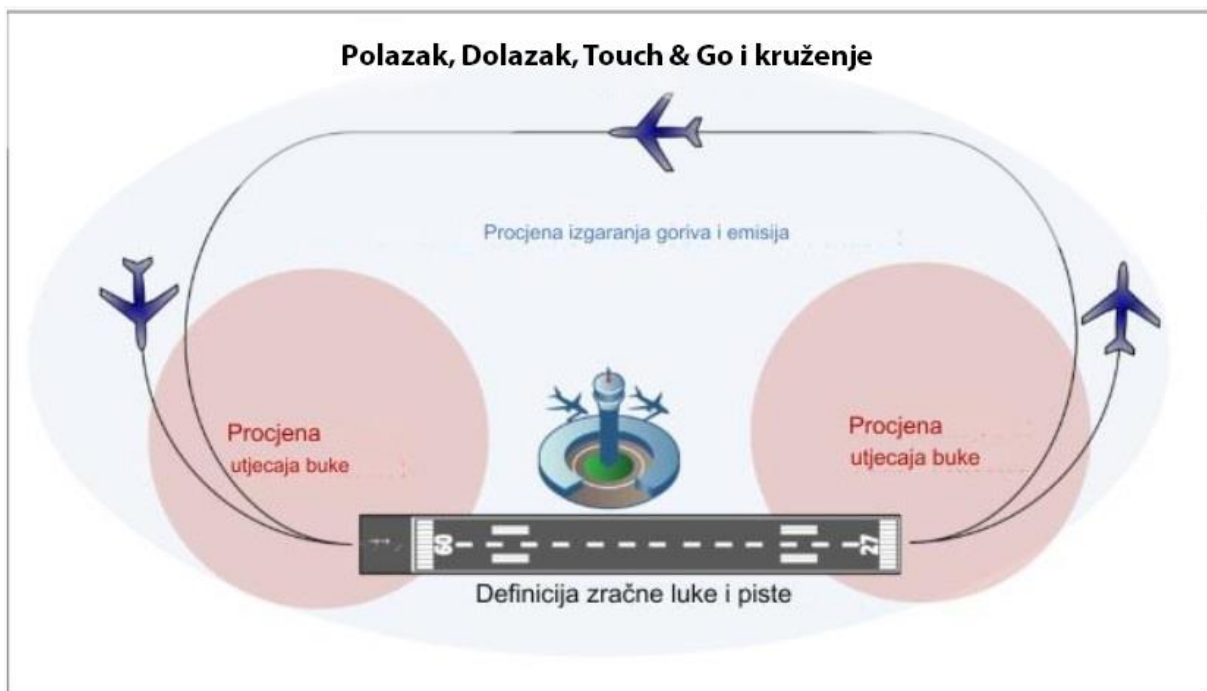 Polazak, Dolazak, Touch & Go i kruženje
Procjena izgaranja goriva i emisija
Procjena
utjecaja buke
Procjena
utjecaja buke
09
27
Definicija zračne luke i piste